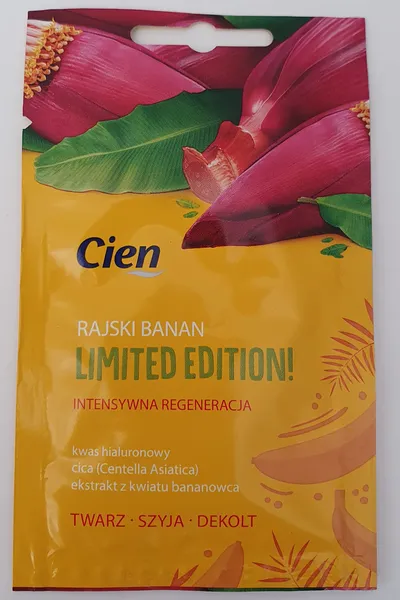 Cien
RAJSKI BANAN
LIMITED EDITION!
INTENSYWNA REGENERACJA
kwas hialuronowy
cica (Centella Asiatica)
ekstrakt z kwiatu bananowca
TWARZ · SZYJA · DEKOLT